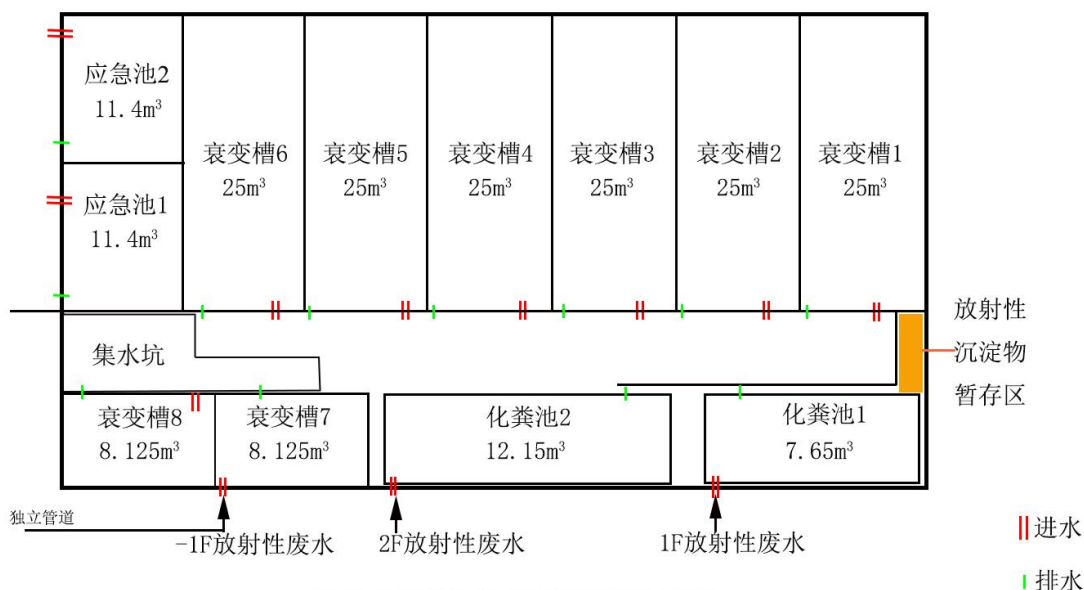 应急池2
11.4m³
应急池1
11.4m³
衰变槽6
25m³
衰变槽5
25m³
衰变槽4
25m³
衰变槽3
25m³
衰变槽2
25m³
衰变槽1
25m³
放射性
沉淀物
暂存区
集水坑
衰变槽8
8.125m³
衰变槽7
8.125m³
化粪池2
12.15m³
化粪池1
7.65m³
独立管道
-1F放射性废水
2F放射性废水
1F放射性废水
进水
排水